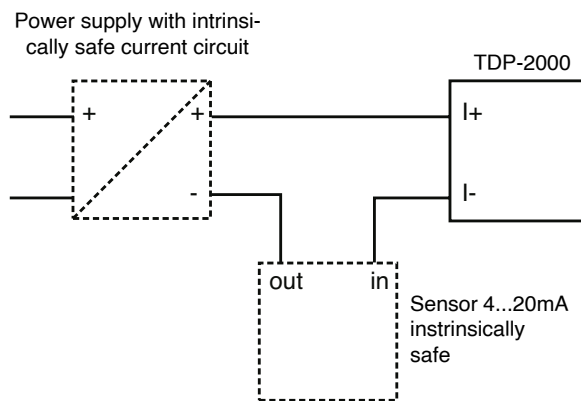 Power supply with intrinsi-
cally safe current circuit
TDP-2000
+
+
I+
-
I-
out
in
Sensor 4...20mA
instrinsically
safe